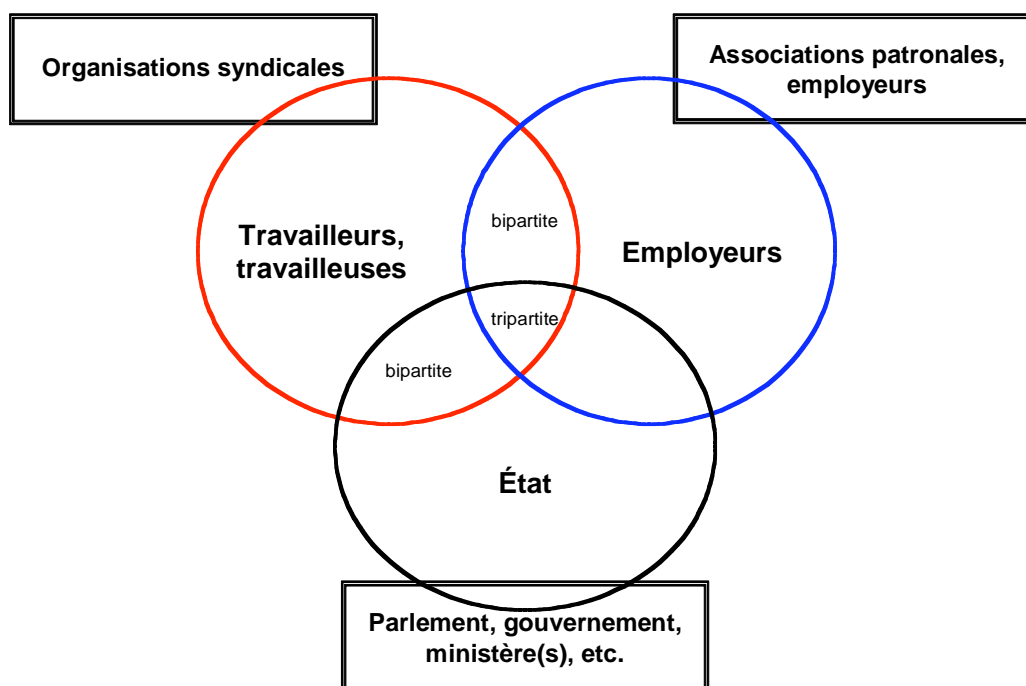 Organisations syndicales
Associations patronales,
employeurs
bipartite
Travailleurs,
travailleuses
Employeurs
tripartite
bipartite
État
Parlement, gouvernement,
ministère(s), etc.